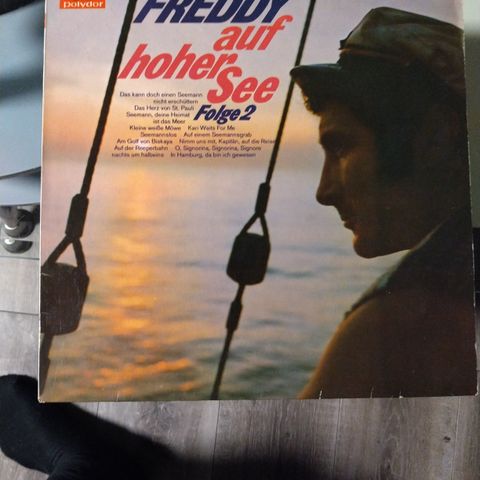 polydor
FREDDY
auf
hoher
See
Folge 2
Das kann doch einen Seemann
nicht erschüttern
Das Herz von St. Pauli
Seemann, deine Heimat
ist das Meer
Kleine weiße Möwe Kari Waits For Me
Seemannslos Auf einem Seemannsgrab
Am Golf von Biskaya Nimm uns mit, Kapitän, auf die Reise
Auf der Reeperbahn O, Signorina, Signorina, Signore
nachts um halbeins In Hamburg, da bin ich gewesen